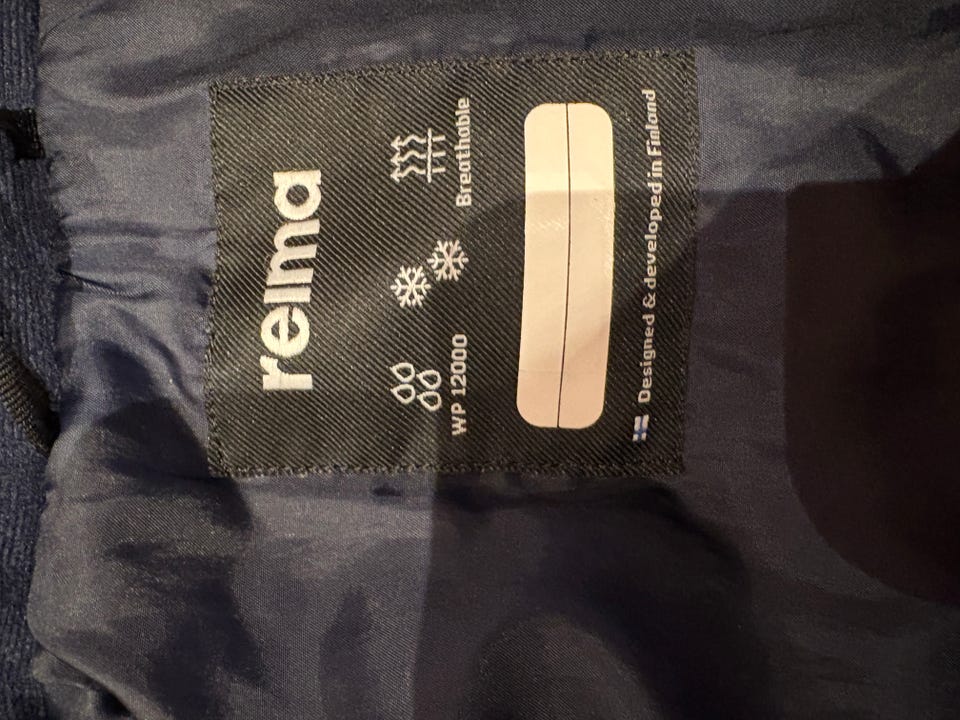 reima
WP 12000
Breathable
Designed & developed in Finland